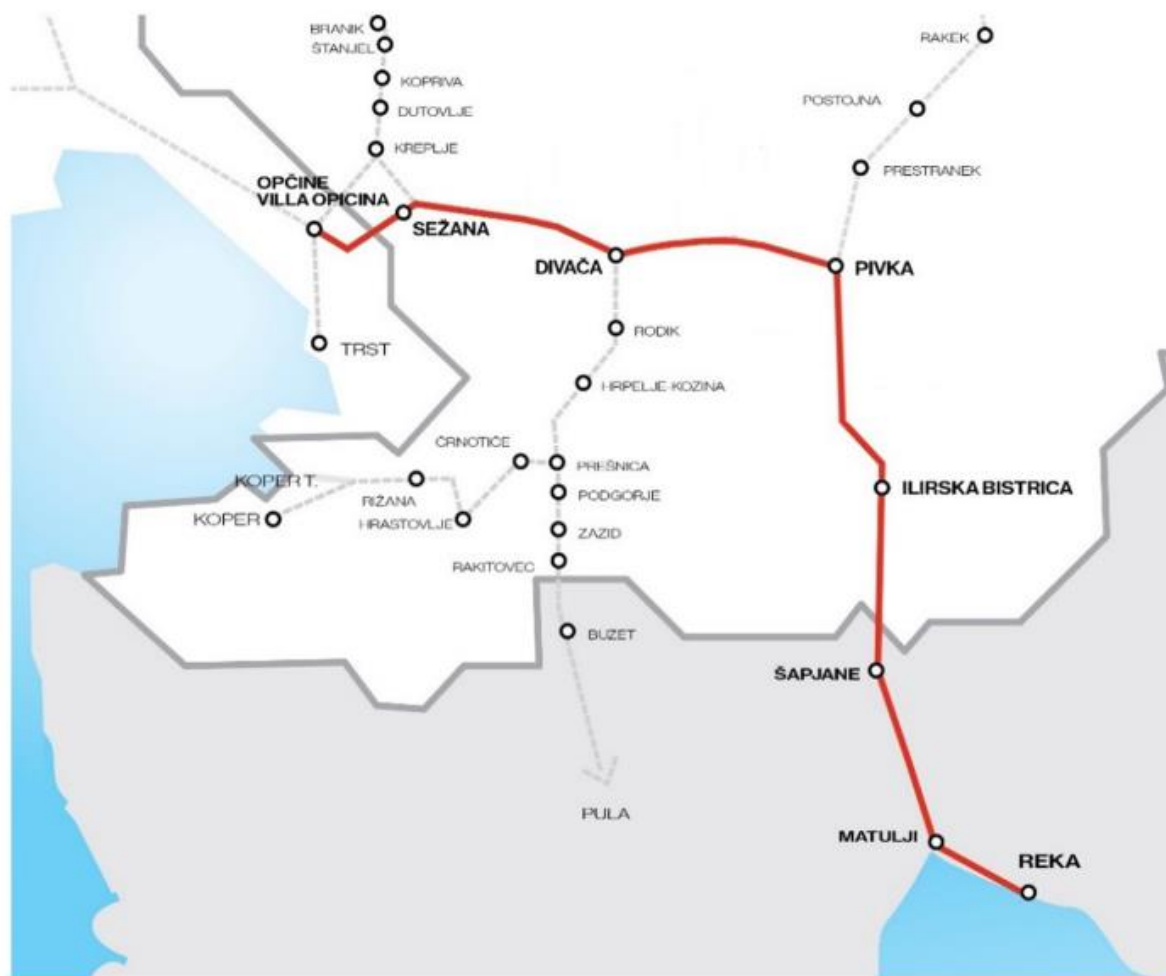 BRANIK
ŠTANJEL
RAKEK
KOPRIVA
POSTOJNA
DUTOVLJE
KREPLJE
PRESTRANEK
OPČINE
VILLA OPICINA
SEŽANA
DIVAČA
PIVKA
RODIK
TRST
HRPELJE-KOZINA
ČRNOTIČE
PREŠNICA
KOPER T.
RIŽANA
PODGORJE
ILIRSKA BISTRICA
KOPER
HRASTOVLJE
ZAZID
RAKITOVEC
BUZET
ŠAPJANE
PULA
MATULJI
REKA